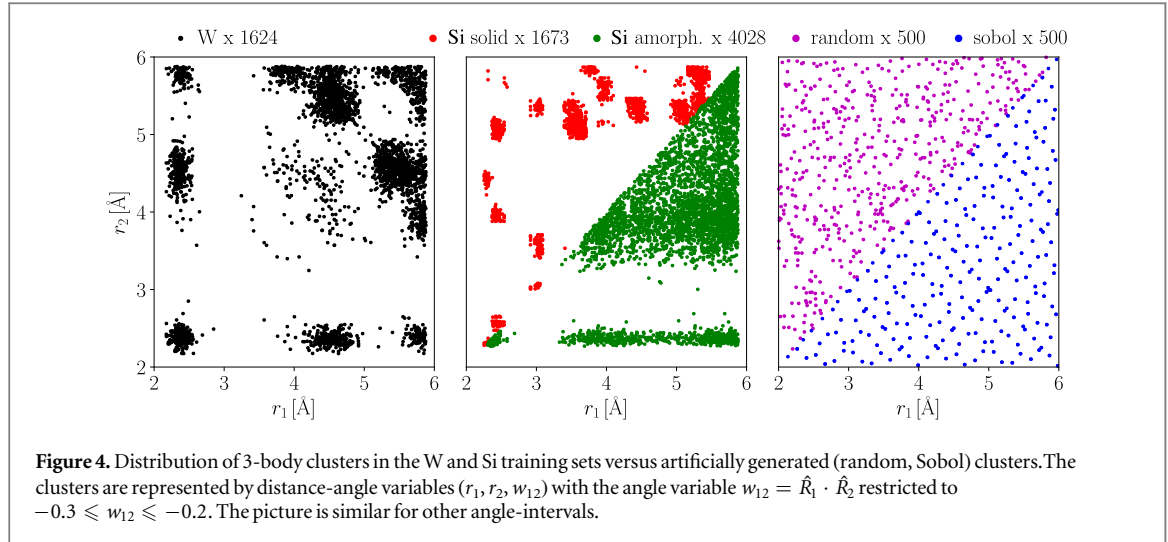 W x 1624 Si solid x 1673 Si amorph. x 4028 random x 500 sobol x 500
6
5
4
3
2
r₂ [Å]
2 3 4 5 6 2 3 4 5 6 2 3 4 5 6
r₁ [Å] r₁ [Å] r₁ [Å]
Figure 4. Distribution of 3-body clusters in the W and Si training sets versus artificially generated (random, Sobol) clusters.The
clusters are represented by distance-angle variables (r₁, r₂, w₁₂) with the angle variable w₁₂ = R̂₁ · R̂₂ restricted to
−0.3 ⩽ w₁₂ ⩽ −0.2. The picture is similar for other angle-intervals.